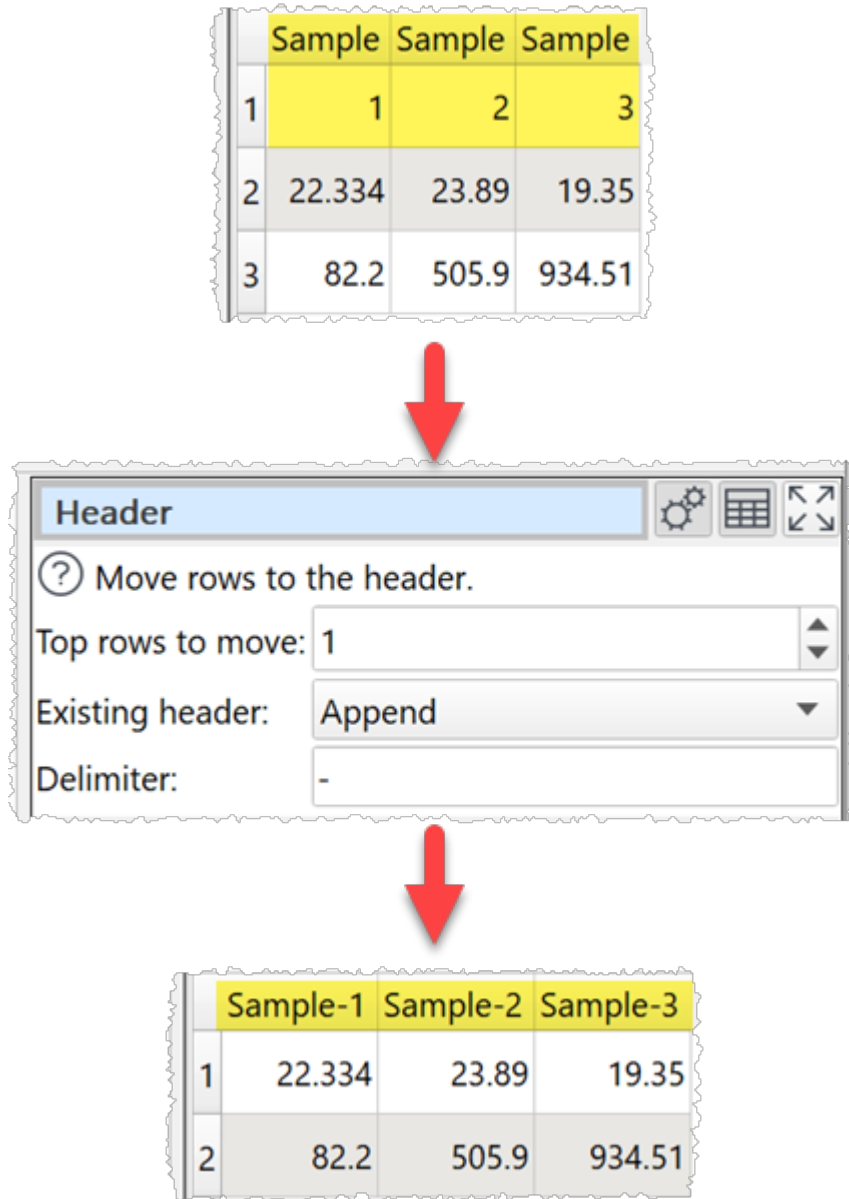 Sample Sample Sample
1 1 2 3
2 22.334 23.89 19.35
3 82.2 505.9 934.51
Header
? Move rows to the header.
Top rows to move: 1
Existing header: Append
Delimiter: -
Sample-1 Sample-2 Sample-3
1 22.334 23.89 19.35
2 82.2 505.9 934.51